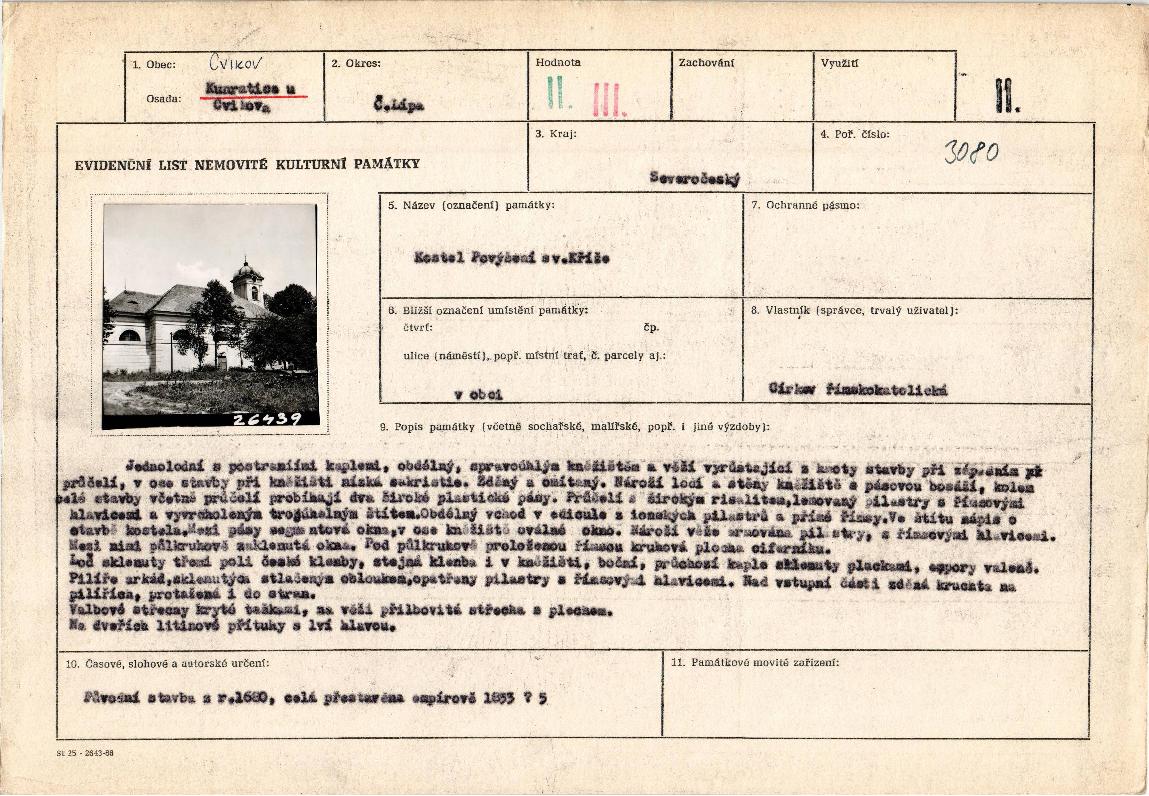 1. Obec: Cvikov
Osada: Kunratice u
Cvikova
2. Okres:
Č.Lípa
Hodnota
II. III.
Zachování
Využití
II.
EVIDENČNÍ LIST NEMOVITÉ KULTURNÍ PAMÁTKY
3. Kraj:
Severočeský
4. Poř. číslo:
3080
26439
5. Název (označení) památky:
Kostel Povýšení sv.Kříže
7. Ochranné pásmo:
6. Bližší označení umístění památky:
čtvrť: čp.
ulice (náměstí), popř. místní trať, č. parcely aj.:
v obci
8. Vlastník (správce, trvalý uživatel):
Církev římskokatolická
9. Popis památky (včetně sochařské, malířské, popř. i jiné výzdoby):
Jednolodní s postranními kaplemi, obdélný, spravoúhlým kněžištěm a věží vyrůstající z hmoty stavby při západním
průčelí, v ose stavby při kněžišti nízká sakristie. Zděný a omítaný. Nároží lodi a stěny kněžiště s pásovou bosáží, kolem
celé stavby včetně průčelí probíhají dva široké plastické pásy. Průčelí s širokým risalitem,lemovaný pilastry s římsovými
hlavicemi a vyvrcholeným trojúhelným štítem.Obdélný vchod v edicule z ionských pilastrů a přímé římsy.Ve štítu nápis o
stavbě kostela.Mezi pásy segmentová okna,v ose kněžiště oválné okno. Nároží věže armována pilastry, s římsovými hlavicemi.
Mezi nimi půlkruhově zaklenutá okna. Pod půlkruhově proloženou římsou kruhová plocha ciferníku.
Loď sklenuty třemi poli české klenby, stejná klenba i v kněžišti, boční, průchozí kaple sklenuty plackami, empory valeně.
Pilíře arkád,sklenutých stlačeným obloukem,opatřeny pilastry s římsovými hlavicemi. Nad vstupní částí zděná kruchta na
pilířích, protažená i do stran.
Valbové střechy kryté taškami, na věži přilbovitá střecha s plechem.
Na dveřích litinové přítuhy s lví hlavou.
10. Časové, slohové a autorské určení:
Původní stavba z r.1680, celá přestavěna empírově 1833 ? 5
11. Památkové movité zařízení:
St 25 - 2643-68